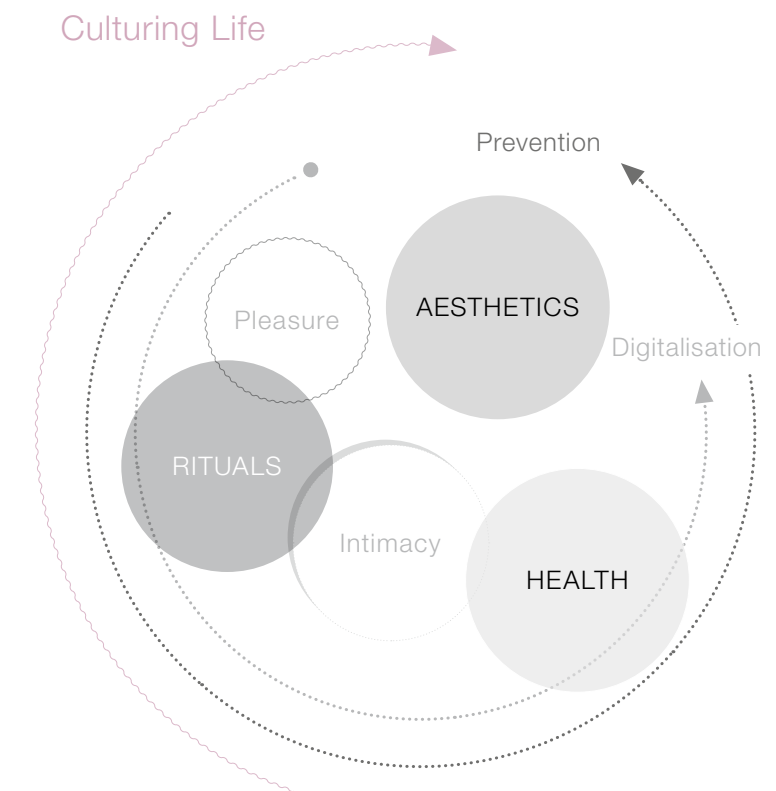 Culturing Life
Prevention
AESTHETICS
Pleasure
Digitalisation
RITUALS
Intimacy
HEALTH